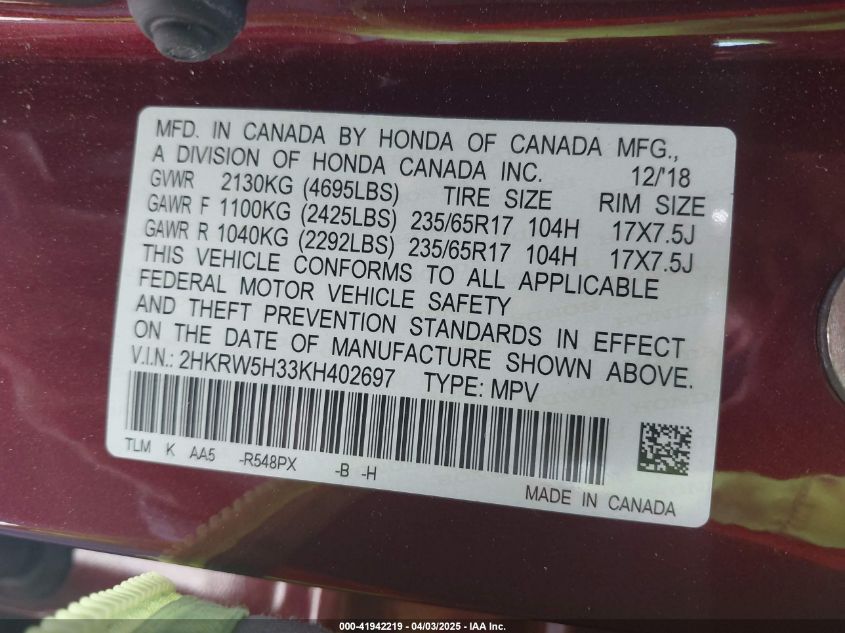 MFD. IN CANADA BY HONDA OF CANADA MFG.,
A DIVISION OF HONDA CANADA INC. 12/'18
GVWR 2130KG (4695LBS) TIRE SIZE RIM SIZE
GAWR F 1100KG (2425LBS) 235/65R17 104H 17X7.5J
GAWR R 1040KG (2292LBS) 235/65R17 104H 17X7.5J
THIS VEHICLE CONFORMS TO ALL APPLICABLE
FEDERAL MOTOR VEHICLE SAFETY
AND THEFT PREVENTION STANDARDS IN EFFECT
ON THE DATE OF MANUFACTURE SHOWN ABOVE.
V.I.N.: 2HKRW5H33KH402697 TYPE: MPV
TLM K AA5 -R548PX -B -H
MADE IN CANADA
000-41942219 - 04/03/2025 - IAA Inc.